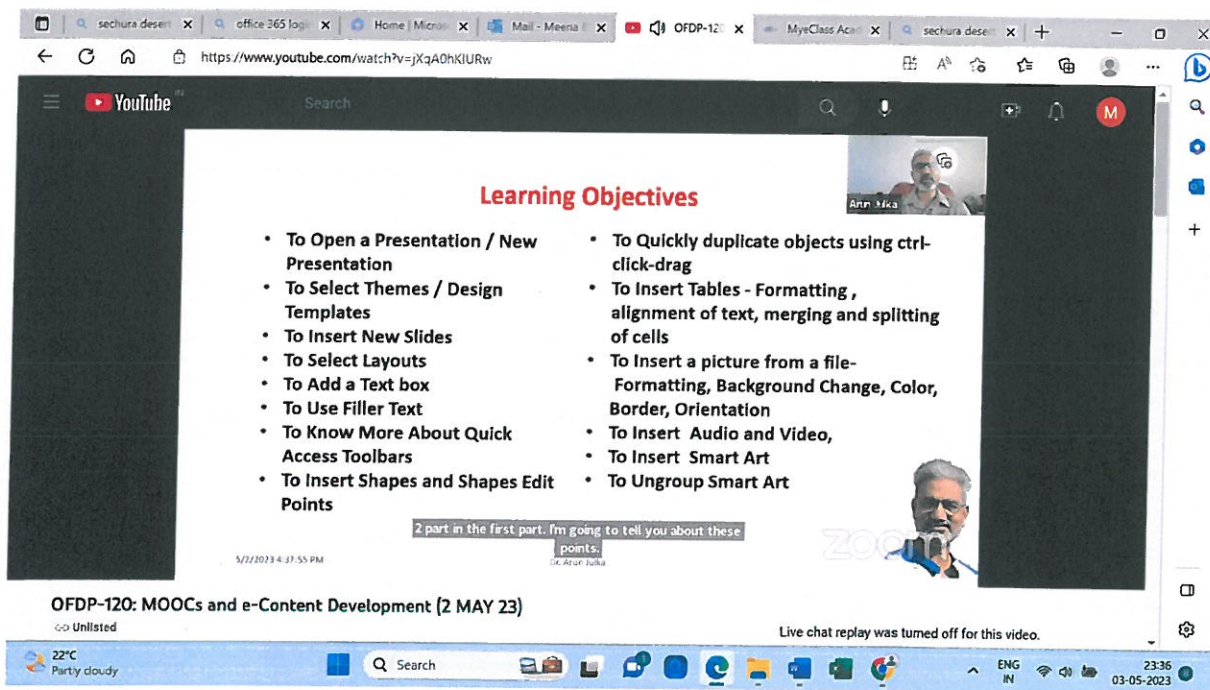 sechura desert
office 365 logi
Home | Micros
Mail - Meena
OFDP-120
MyeClass Aca
sechura dese
https://www.youtube.com/watch?v=jXqA0hKIURw
YouTube IN
Search
M
Learning Objectives
Arun Julka
• To Open a Presentation / New
Presentation
• To Select Themes / Design
Templates
• To Insert New Slides
• To Select Layouts
• To Add a Text box
• To Use Filler Text
• To Know More About Quick
Access Toolbars
• To Insert Shapes and Shapes Edit
Points
• To Quickly duplicate objects using ctrl-
click-drag
• To Insert Tables - Formatting ,
alignment of text, merging and splitting
of cells
• To Insert a picture from a file-
Formatting, Background Change, Color,
Border, Orientation
• To Insert Audio and Video,
• To Insert Smart Art
• To Ungroup Smart Art
2 part in the first part. I'm going to tell you about these
points.
5/2/2023 4:37:55 PM
Dr. Arun Julka
zoom
OFDP-120: MOOCs and e-Content Development (2 MAY 23)
Unlisted
Live chat replay was turned off for this video.
22°C
Partly cloudy
Search
ENG
IN
23:36
03-05-2023